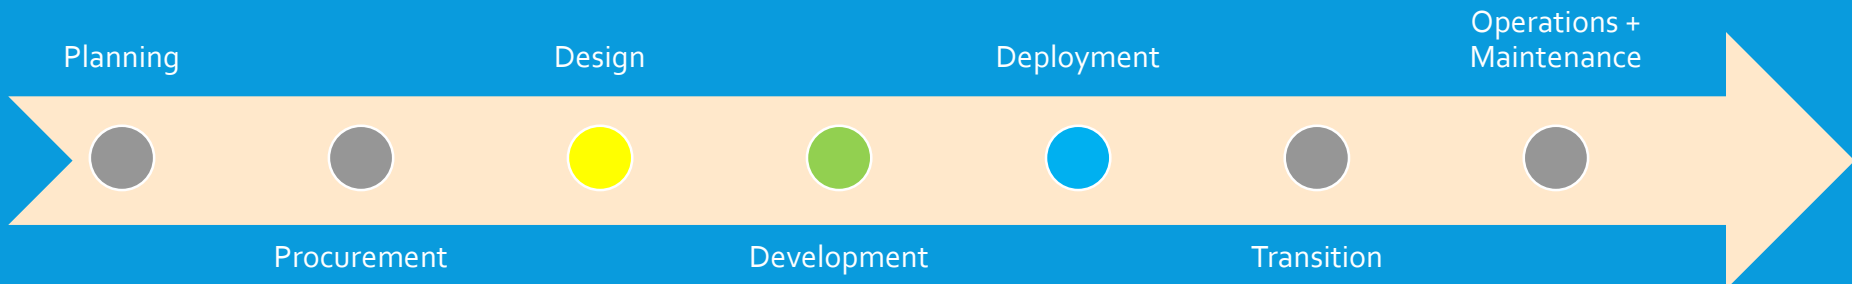 Planning
Design
Deployment
Operations +
Maintenance
Procurement
Development
Transition